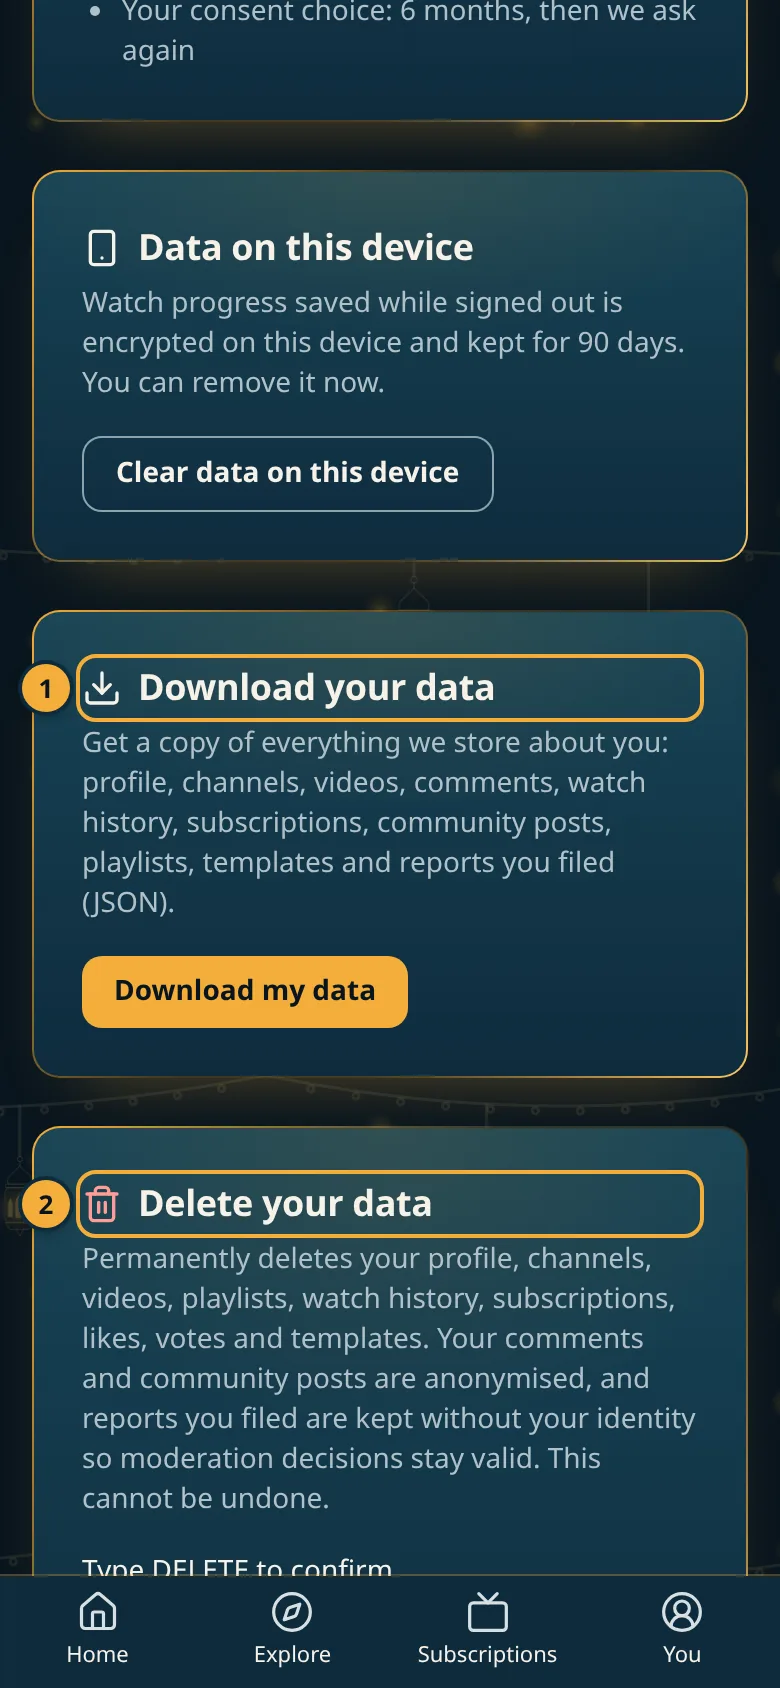 Your consent choice: 6 months, then we ask
again
Data on this device
Watch progress saved while signed out is
encrypted on this device and kept for 90 days.
You can remove it now.
Clear data on this device
1
Download your data
Get a copy of everything we store about you:
profile, channels, videos, comments, watch
history, subscriptions, community posts,
playlists, templates and reports you filed
(JSON).
Download my data
2
Delete your data
Permanently deletes your profile, channels,
videos, playlists, watch history, subscriptions,
likes, votes and templates. Your comments
and community posts are anonymised, and
reports you filed are kept without your identity
so moderation decisions stay valid. This
cannot be undone.
Type DELETE to confirm
Home
Explore
Subscriptions
You